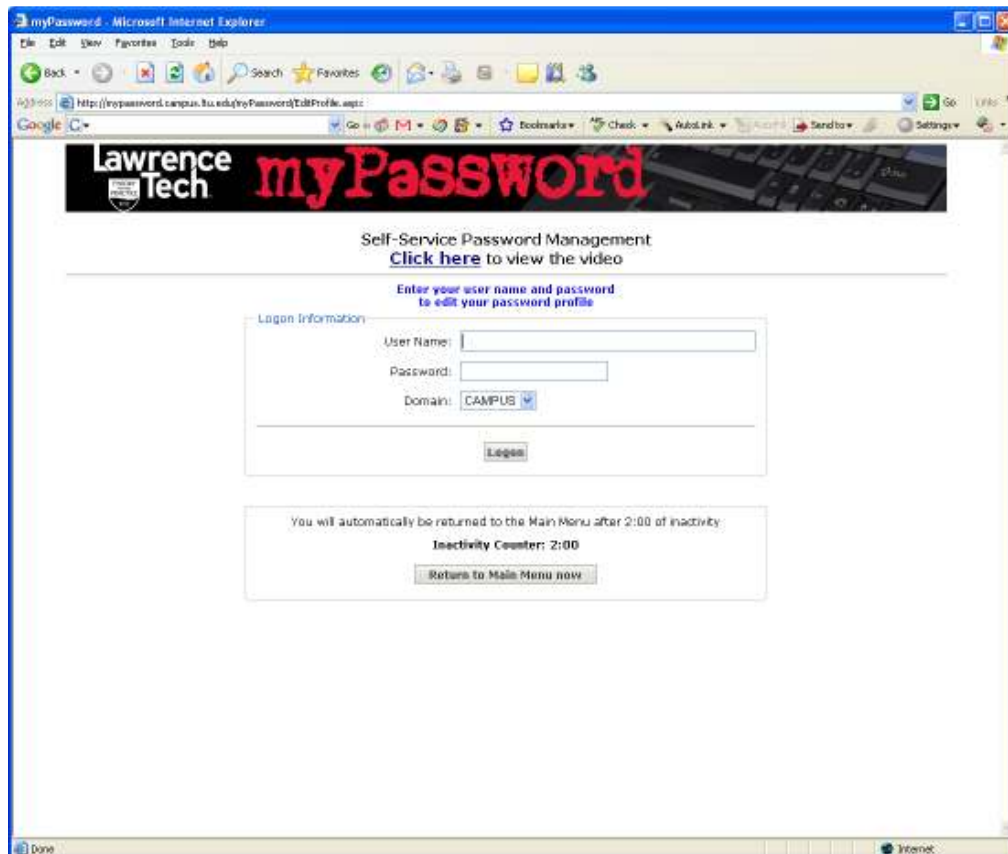 myPassword - Microsoft Internet Explorer
File Edit View Favorites Tools Help
Back Search Favorites
Address http://mypassword.campus.ltu.edu/myPassword/EditProfile.aspx Go Links
Google Go Bookmarks Check AutoLink Send to Settings
Lawrence
Tech
myPassword
Self-Service Password Management
Click here to view the video
Enter your user name and password
to edit your password profile
Logon Information
User Name:
Password:
Domain: CAMPUS
Logon
You will automatically be returned to the Main Menu after 2:00 of inactivity
Inactivity Counter: 2:00
Return to Main Menu now
Done Internet